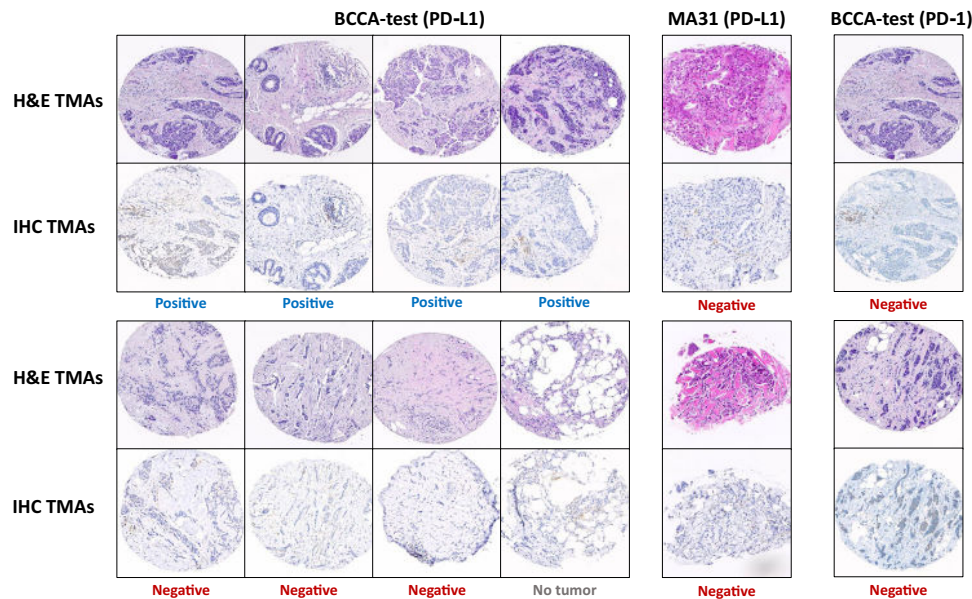 BCCA-test (PD-L1) MA31 (PD-L1) BCCA-test (PD-1)
H&E TMAs
IHC TMAs
Positive Positive Positive Positive Negative Negative
H&E TMAs
IHC TMAs
Negative Negative Negative No tumor Negative Negative